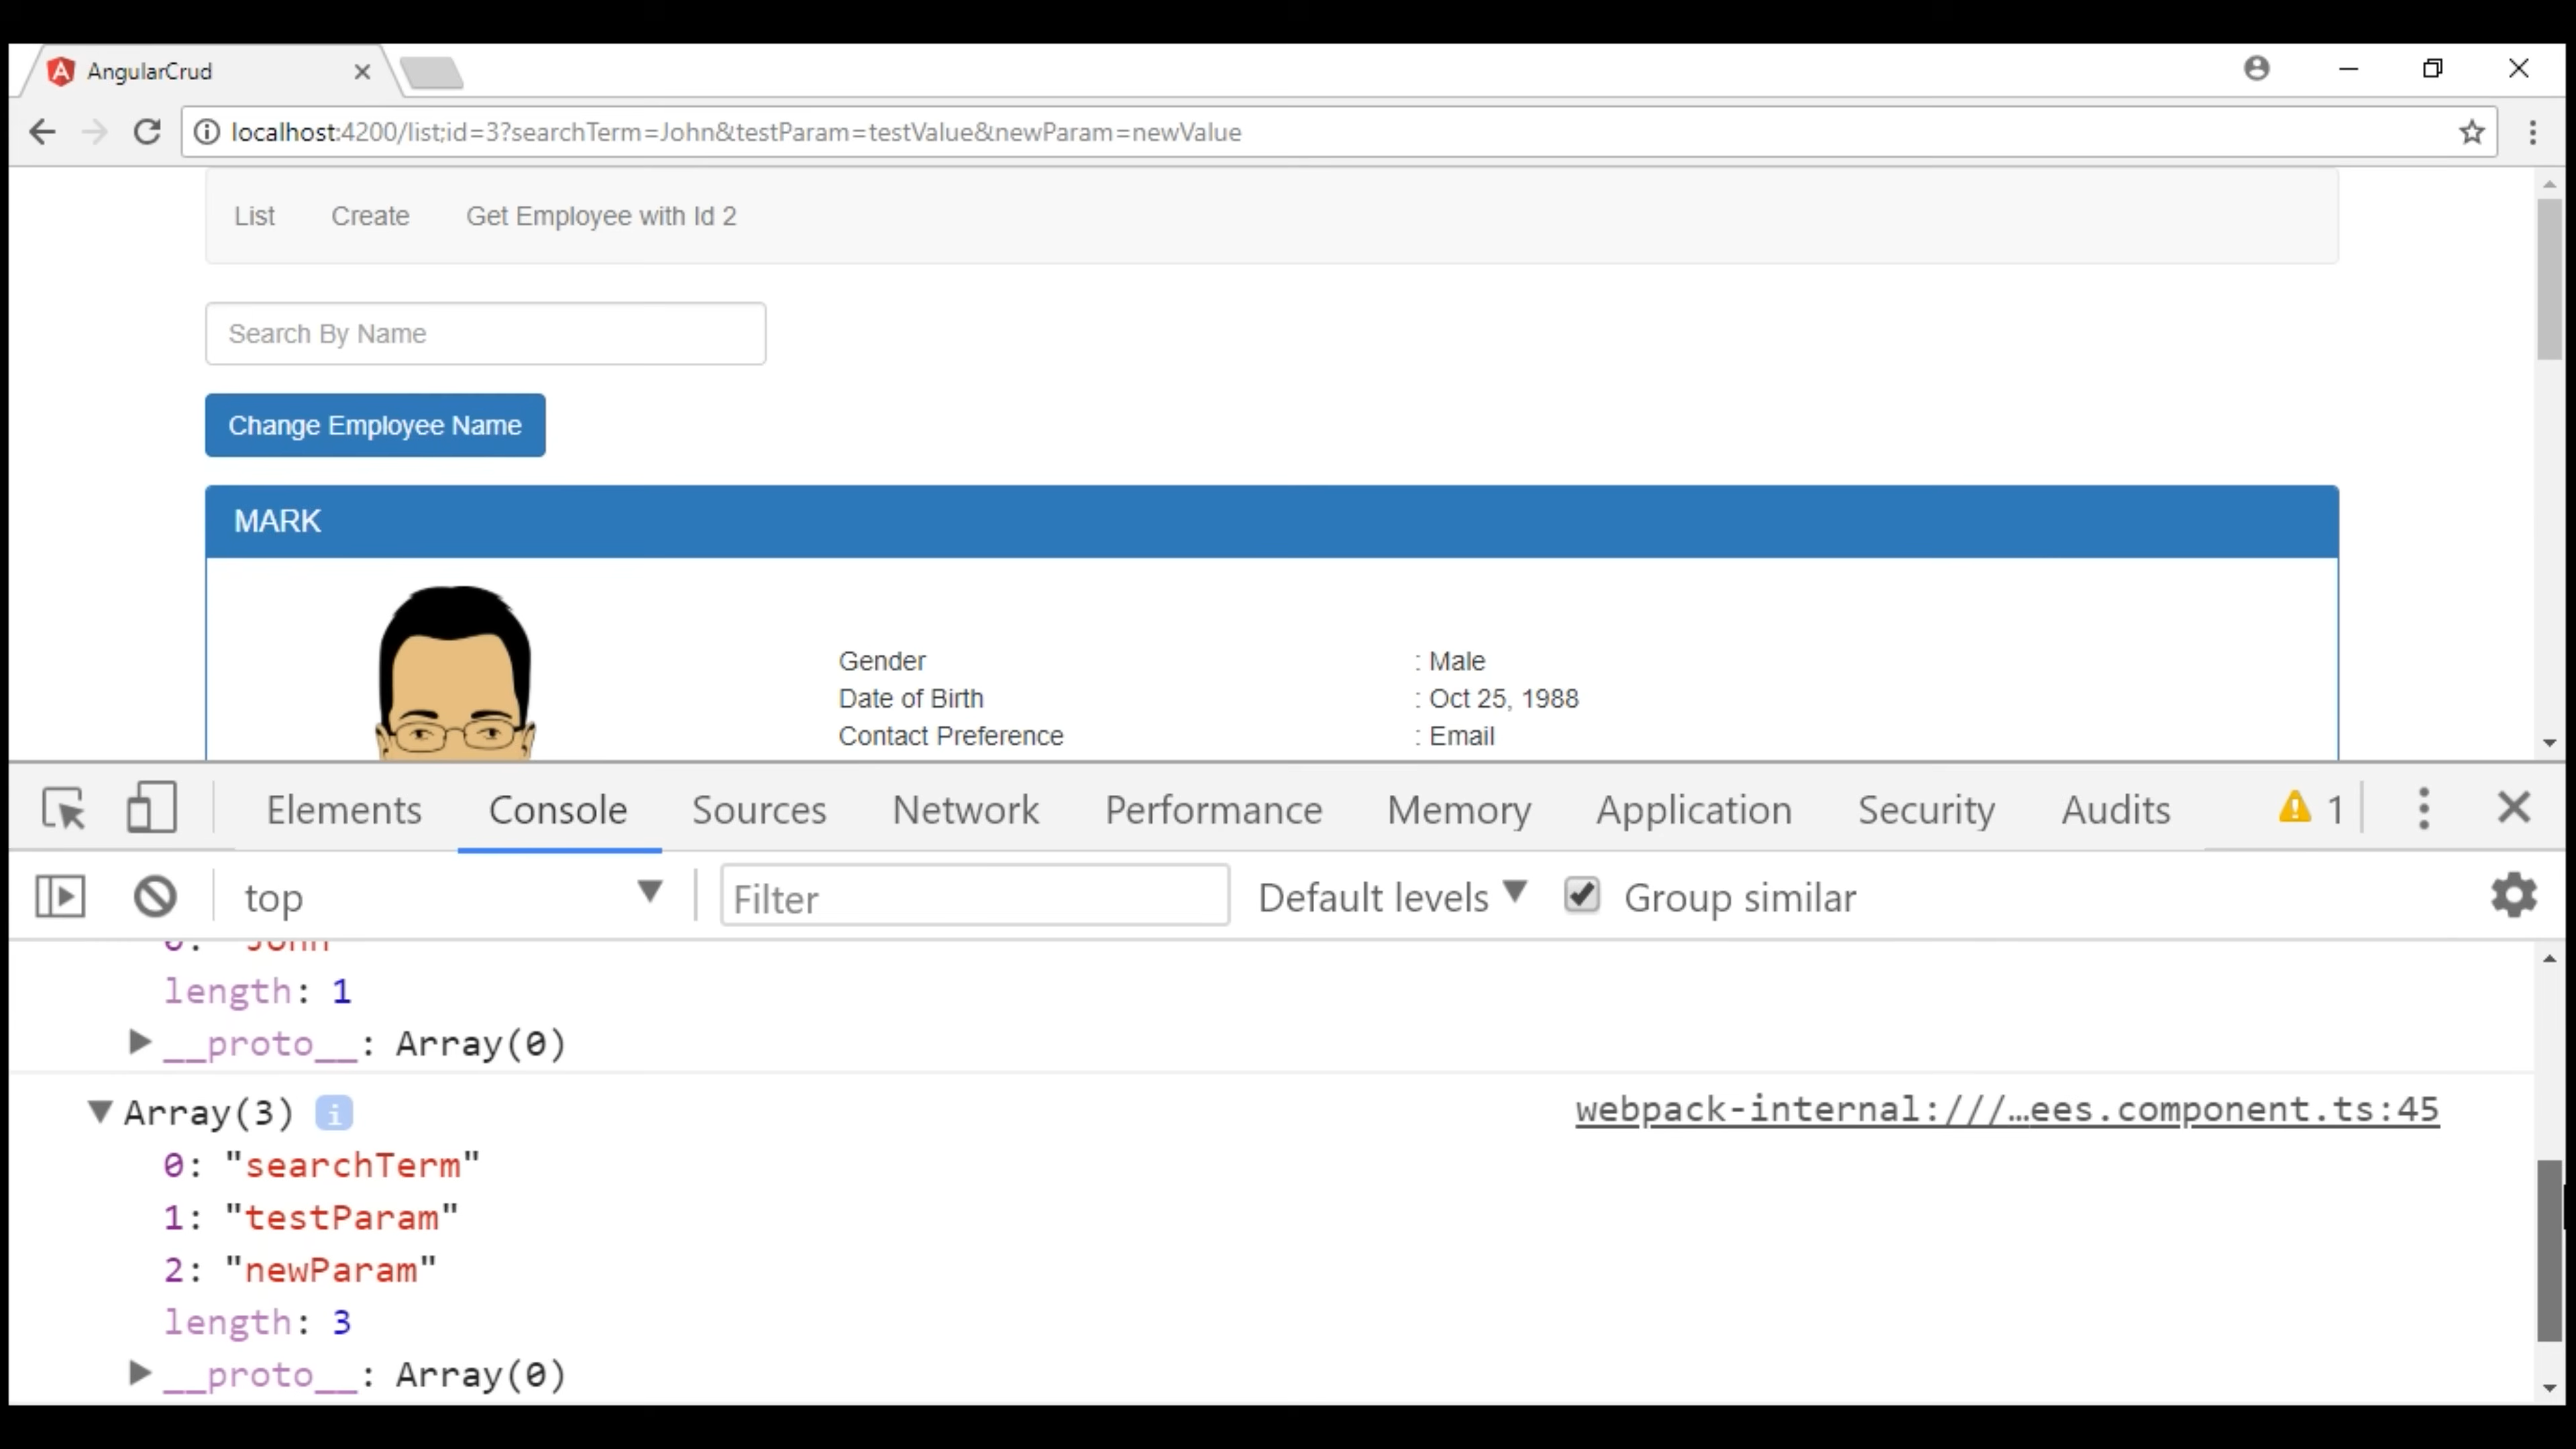 AngularCrud
localhost:4200/list;id=3?searchTerm=John&testParam=testValue&newParam=newValue
List Create Get Employee with Id 2
Search By Name
Change Employee Name
MARK
Gender : Male
Date of Birth : Oct 25, 1988
Contact Preference : Email
Elements Console Sources Network Performance Memory Application Security Audits 1
top Filter Default levels Group similar
0: "John"
length: 1
__proto__: Array(0)
Array(3) i webpack-internal:///…ees.component.ts:45
0: "searchTerm"
1: "testParam"
2: "newParam"
length: 3
__proto__: Array(0)